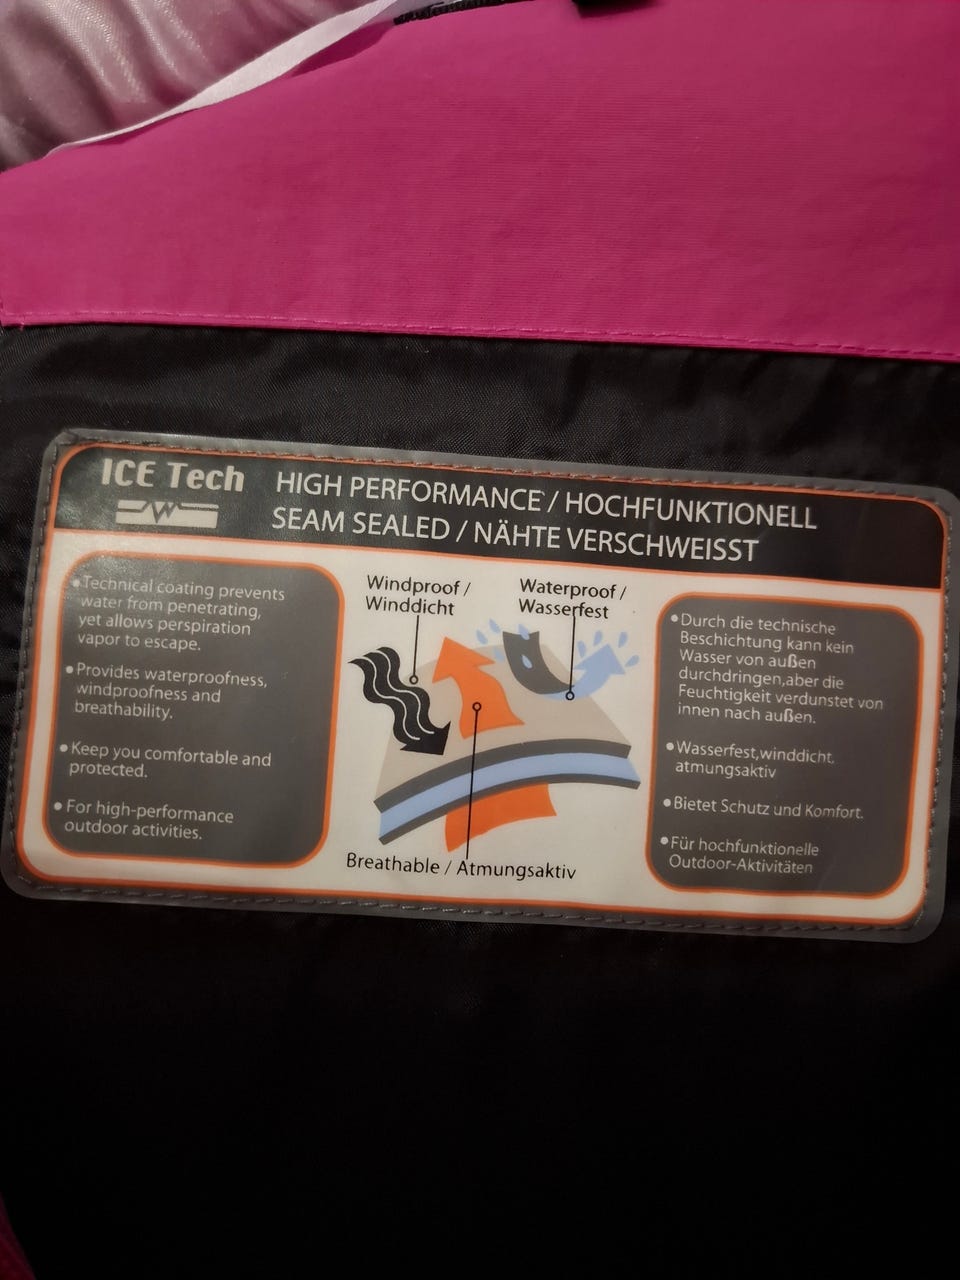 ICE Tech
HIGH PERFORMANCE / HOCHFUNKTIONELL
SEAM SEALED / NÄHTE VERSCHWEISST
•Technical coating prevents
water from penetrating,
yet allows perspiration
vapor to escape.
•Provides waterproofness,
windproofness and
breathability.
•Keep you comfortable and
protected.
•For high-performance
outdoor activities.
Windproof /
Winddicht
Waterproof /
Wasserfest
Breathable / Atmungsaktiv
•Durch die technische
Beschichtung kann kein
Wasser von außen
durchdringen,aber die
Feuchtigkeit verdunstet von
innen nach außen.
•Wasserfest,winddicht,
atmungsaktiv
•Bietet Schutz und Komfort.
•Für hochfunktionelle
Outdoor-Aktivitäten